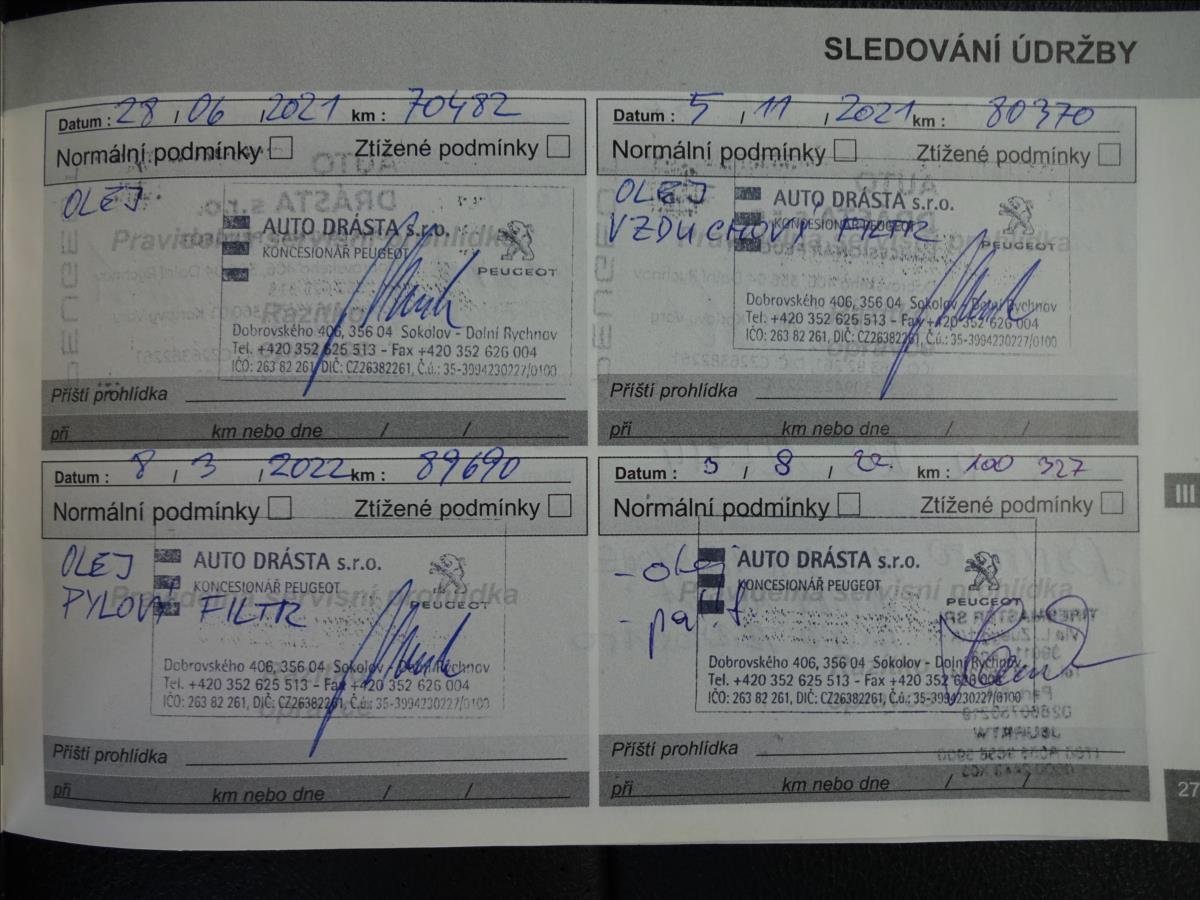 SLEDOVÁNÍ ÚDRŽBY
Datum : 28 / 06 / 2021 km : 70482
Normální podmínky Ztížené podmínky
OLEJ
AUTO DRÁSTA s.r.o.
KONCESIONÁŘ PEUGEOT
PEUGEOT
Dobrovského 406, 356 04 Sokolov - Dolní Rychnov
Tel. +420 352 625 513 - Fax +420 352 626 004
IČO: 263 82 261, DIČ: CZ26382261, Č.ú.: 35-3994230227/0100
Příští prohlídka
při km nebo dne / /
Datum : 5 / 11 / 2021 km : 80370
Normální podmínky Ztížené podmínky
OLEJ
VZDUCHOVÝ FILTR
AUTO DRÁSTA s.r.o.
KONCESIONÁŘ PEUGEOT
PEUGEOT
Dobrovského 406, 356 04 Sokolov - Dolní Rychnov
Tel. +420 352 625 513 - Fax +420 352 626 004
IČO: 263 82 261, DIČ: CZ26382261, Č.ú.: 35-3994230227/0100
Příští prohlídka
při km nebo dne / /
Datum : 8 / 3 / 2022 km : 89690
Normální podmínky Ztížené podmínky
OLEJ
PYLOVÝ FILTR
AUTO DRÁSTA s.r.o.
KONCESIONÁŘ PEUGEOT
PEUGEOT
Dobrovského 406, 356 04 Sokolov - Dolní Rychnov
Tel. +420 352 625 513 - Fax +420 352 626 004
IČO: 263 82 261, DIČ: CZ26382261, Č.ú.: 35-3994230227/0100
Příští prohlídka
při km nebo dne / /
Datum : 3 / 8 / 22. km : 100 327
Normální podmínky Ztížené podmínky
- olej
AUTO DRÁSTA s.r.o.
KONCESIONÁŘ PEUGEOT
PEUGEOT
Dobrovského 406, 356 04 Sokolov - Dolní Rychnov
Tel. +420 352 625 513 - Fax +420 352 626 004
IČO: 263 82 261, DIČ: CZ26382261, Č.ú.: 35-3994230227/0100
Příští prohlídka
při km nebo dne / /
III
27